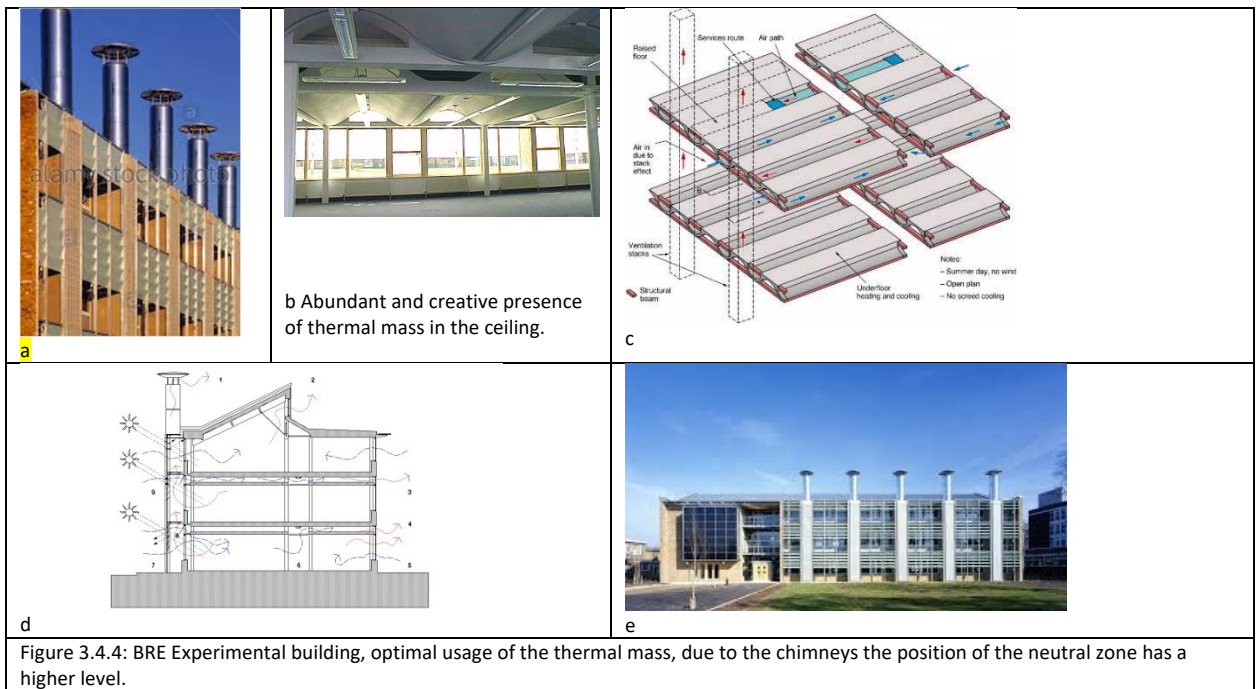 alamy stock photo
a
a
a
a
b Abundant and creative presence
of thermal mass in the ceiling.
Raised
floor
Services route
Air path
Air in
due to
stack
effect
B
Ventilation
stacks
Structural
beam
Underfloor
heating and cooling
Notes:
– Summer day, no wind
– Open plan
– No screed cooling
c
1
2
9
3
4
8
7
6
5
d
e
Figure 3.4.4: BRE Experimental building, optimal usage of the thermal mass, due to the chimneys the position of the neutral zone has a
higher level.